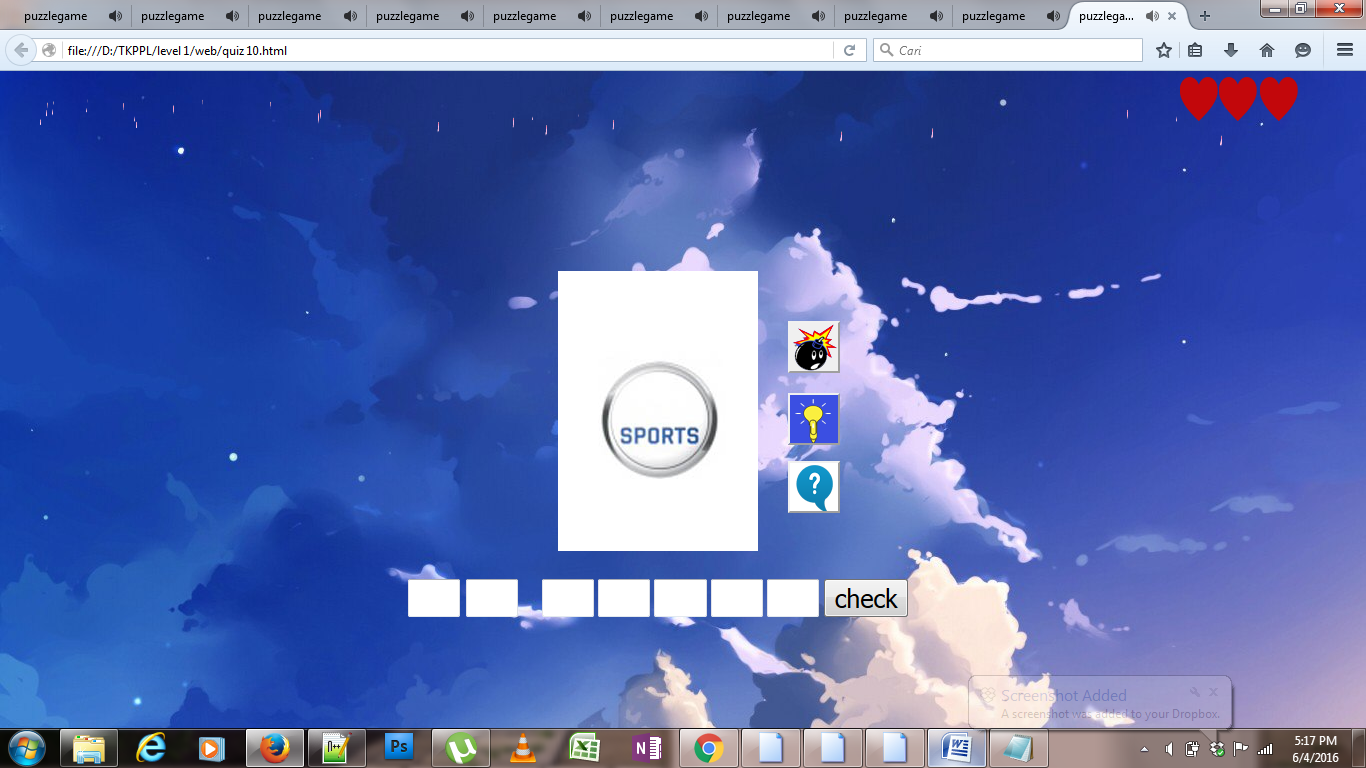 puzzlegame puzzlegame puzzlegame puzzlegame puzzlegame puzzlegame puzzlegame puzzlegame puzzlegame puzzlega...
file:///D:/TKPPL/level 1/web/quiz 10.html
Cari
SPORTS
?
check
Screenshot Added
A screenshot was added to your Dropbox.
Ps
5:17 PM
6/4/2016